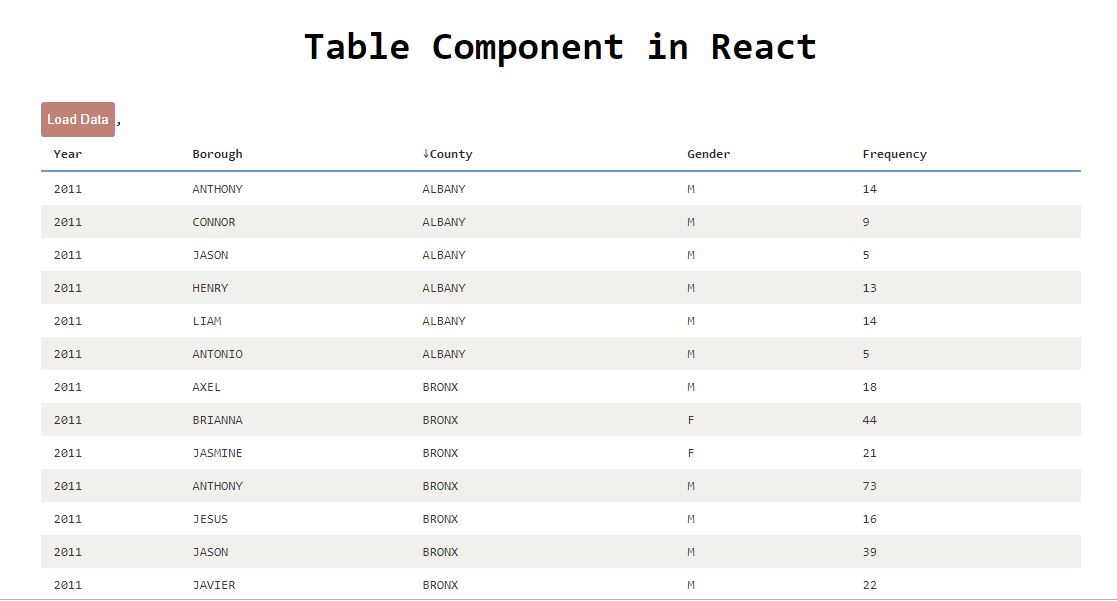 Table Component in React
Load Data ,
Year Borough ↓County Gender Frequency
2011 ANTHONY ALBANY M 14
2011 CONNOR ALBANY M 9
2011 JASON ALBANY M 5
2011 HENRY ALBANY M 13
2011 LIAM ALBANY M 14
2011 ANTONIO ALBANY M 5
2011 AXEL BRONX M 18
2011 BRIANNA BRONX F 44
2011 JASMINE BRONX F 21
2011 ANTHONY BRONX M 73
2011 JESUS BRONX M 16
2011 JASON BRONX M 39
2011 JAVIER BRONX M 22